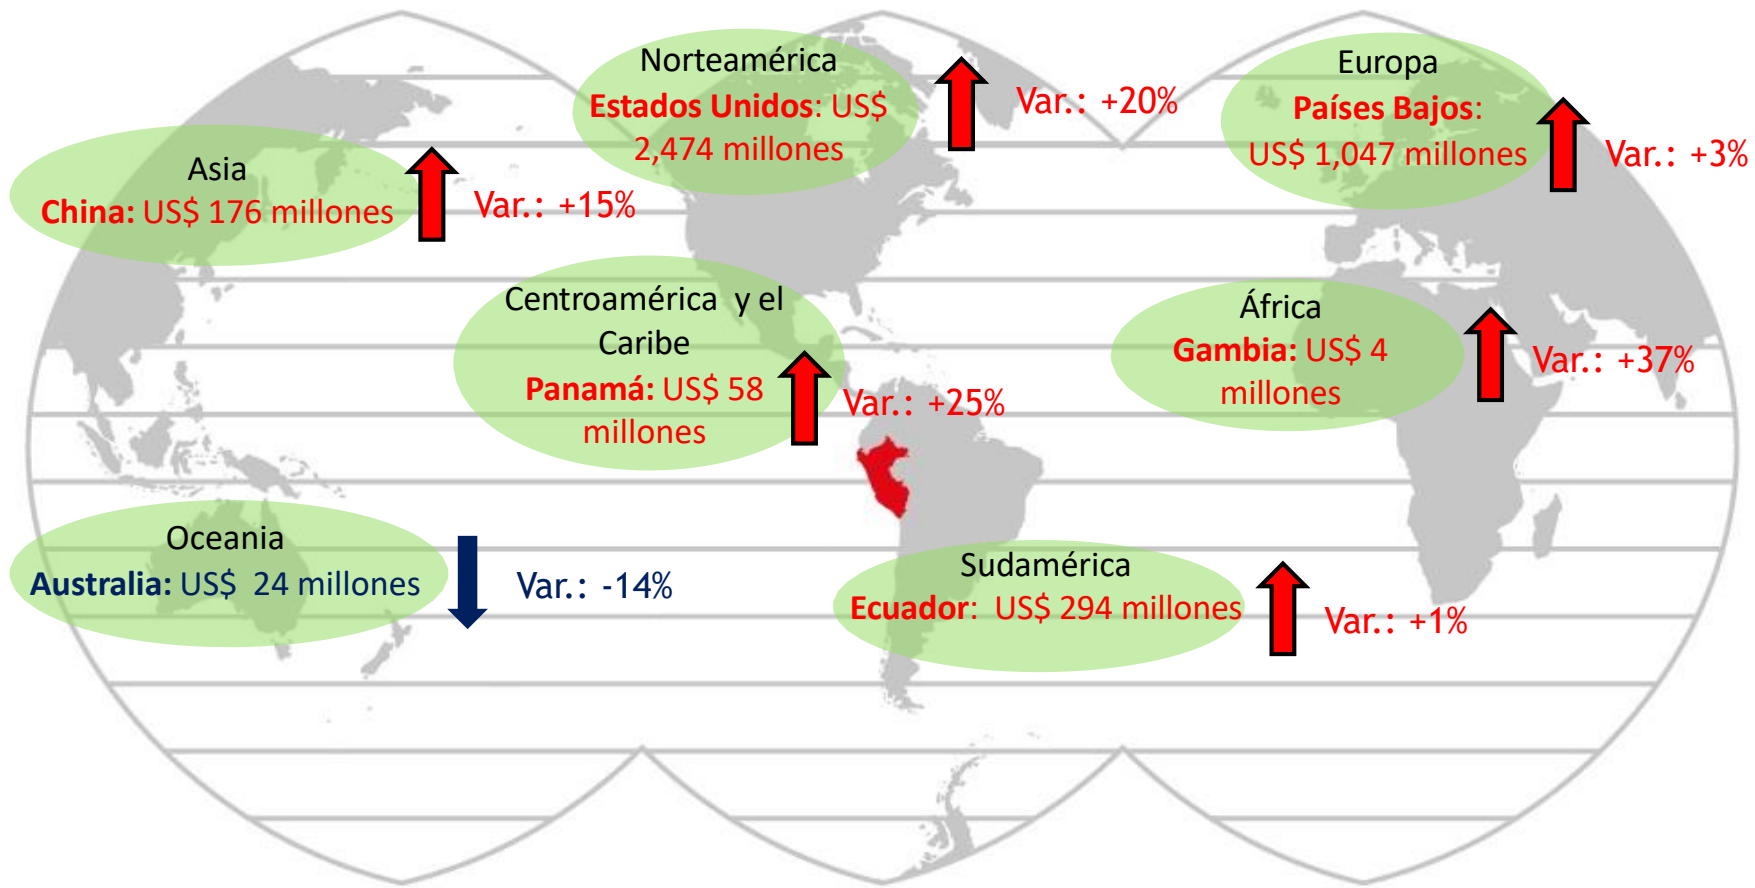 Norteamérica
Estados Unidos: US$
2,474 millones
Var.: +20%
Europa
Países Bajos:
US$ 1,047 millones
Var.: +3%
Asia
China: US$ 176 millones
Var.: +15%
Centroamérica y el
Caribe
Panamá: US$ 58
millones
Var.: +25%
África
Gambia: US$ 4
millones
Var.: +37%
Oceania
Australia: US$ 24 millones
Var.: -14%
Sudamérica
Ecuador: US$ 294 millones
Var.: +1%